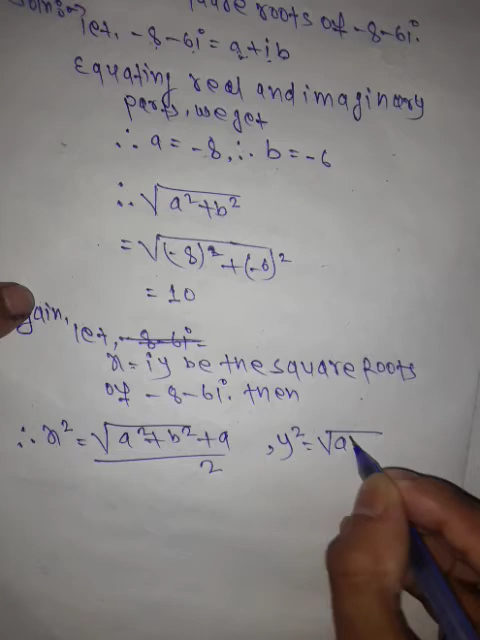 roots of -8-6i.
let, -8-6i = a+ib
Equating real and imaginary
parts, we get
∴ a = -8, ∴ b = -6
∴ √(a²+b²)
= √((-8)²+(-6)²)
= 10
let, -8-6i=
x-iy be the square roots
of -8-6i. then
∴ x² = (√(a²+b²)+a)/2 , y² = √a